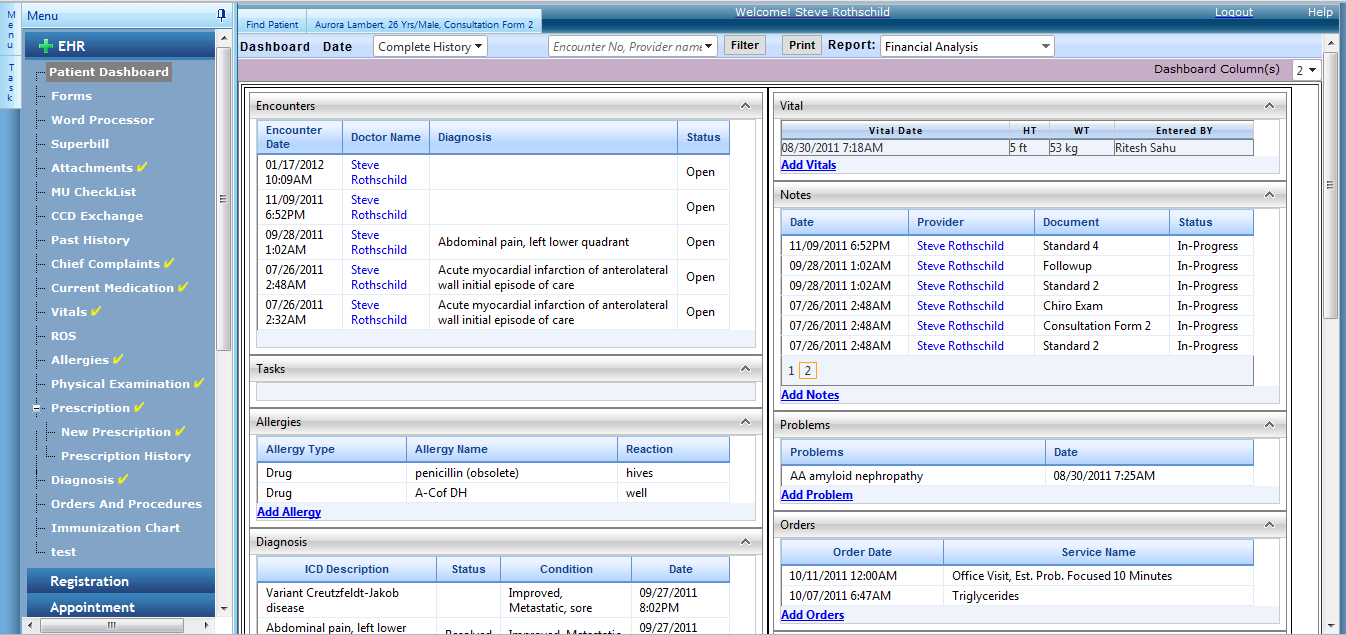 Menu
Task
Menu
EHR
Patient Dashboard
Forms
Word Processor
Superbill
Attachments
MU CheckList
CCD Exchange
Past History
Chief Complaints
Current Medication
Vitals
ROS
Allergies
Physical Examination
Prescription
New Prescription
Prescription History
Diagnosis
Orders And Procedures
Immunization Chart
test
Registration
Appointment
Welcome! Steve Rothschild
Logout Help
Find Patient Aurora Lambert, 26 Yrs/Male, Consultation Form 2
Dashboard Date Complete History Encounter No, Provider name Filter Print Report: Financial Analysis
Dashboard Column(s) 2
Encounters
Encounter Date Doctor Name Diagnosis Status
01/17/2012 10:09AM Steve Rothschild Open
11/09/2011 6:52PM Steve Rothschild Open
09/28/2011 1:02AM Steve Rothschild Abdominal pain, left lower quadrant Open
07/26/2011 2:48AM Steve Rothschild Acute myocardial infarction of anterolateral wall initial episode of care Open
07/26/2011 2:32AM Steve Rothschild Acute myocardial infarction of anterolateral wall initial episode of care Open
Tasks
Allergies
Allergy Type Allergy Name Reaction
Drug penicillin (obsolete) hives
Drug A-Cof DH well
Add Allergy
Diagnosis
ICD Description Status Condition Date
Variant Creutzfeldt-Jakob disease Improved, Metastatic, sore 09/27/2011 8:02PM
Abdominal pain, left lower Resolved Improved, Metastatic 09/27/2011
Vital
Vital Date HT WT Entered BY
08/30/2011 7:18AM 5 ft 53 kg Ritesh Sahu
Add Vitals
Notes
Date Provider Document Status
11/09/2011 6:52PM Steve Rothschild Standard 4 In-Progress
09/28/2011 1:02AM Steve Rothschild Followup In-Progress
09/28/2011 1:02AM Steve Rothschild Standard 2 In-Progress
07/26/2011 2:48AM Steve Rothschild Chiro Exam In-Progress
07/26/2011 2:48AM Steve Rothschild Consultation Form 2 In-Progress
07/26/2011 2:48AM Steve Rothschild Standard 2 In-Progress
1 2
Add Notes
Problems
Problems Date
AA amyloid nephropathy 08/30/2011 7:25AM
Add Problem
Orders
Order Date Service Name
10/11/2011 12:00AM Office Visit, Est. Prob. Focused 10 Minutes
10/07/2011 6:47AM Triglycerides
Add Orders